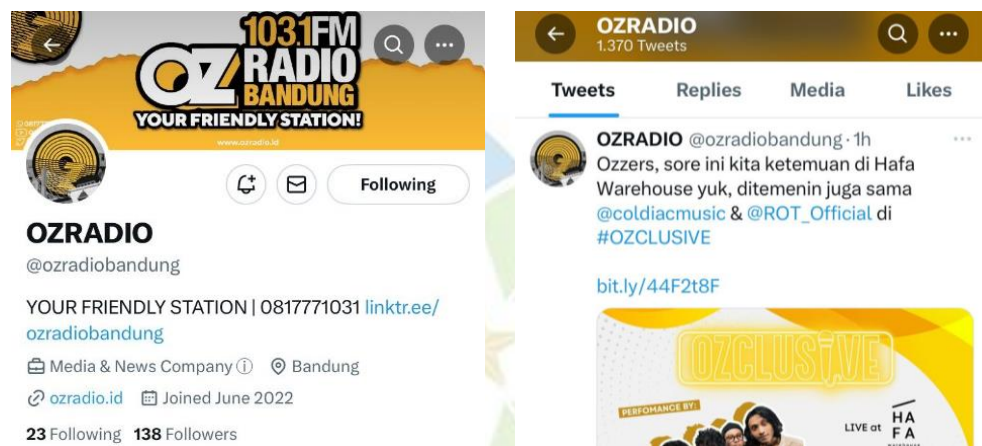 103.1FM
OZ RADIO
BANDUNG
YOUR FRIENDLY STATION!
www.ozradio.id
Following
OZRADIO
@ozradiobandung
YOUR FRIENDLY STATION | 0817771031 linktr.ee/
ozradiobandung
Media & News Company Bandung
ozradio.id Joined June 2022
23 Following 138 Followers
OZRADIO
1.370 Tweets
Tweets Replies Media Likes
OZRADIO @ozradiobandung · 1h
Ozzers, sore ini kita ketemuan di Hafa
Warehouse yuk, ditemenin juga sama
@coldiacmusic & @ROT_Official di
#OZCLUSIVE
bit.ly/44F2t8F
OZCLUSIVE
PERFOMANCE BY:
LIVE at HAFA